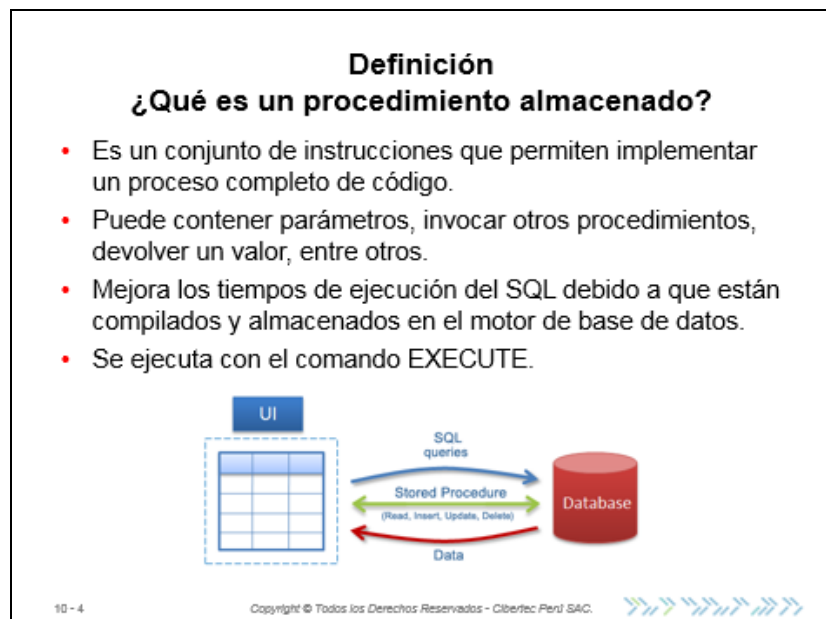 Definición
¿Qué es un procedimiento almacenado?
• Es un conjunto de instrucciones que permiten implementar
un proceso completo de código.
• Puede contener parámetros, invocar otros procedimientos,
devolver un valor, entre otros.
• Mejora los tiempos de ejecución del SQL debido a que están
compilados y almacenados en el motor de base de datos.
• Se ejecuta con el comando EXECUTE.
UI
SQL
queries
Stored Procedure
(Read, Insert, Update, Delete)
Data
Database
10 - 4
Copyright © Todos los Derechos Reservados - Cibertec Perú SAC.